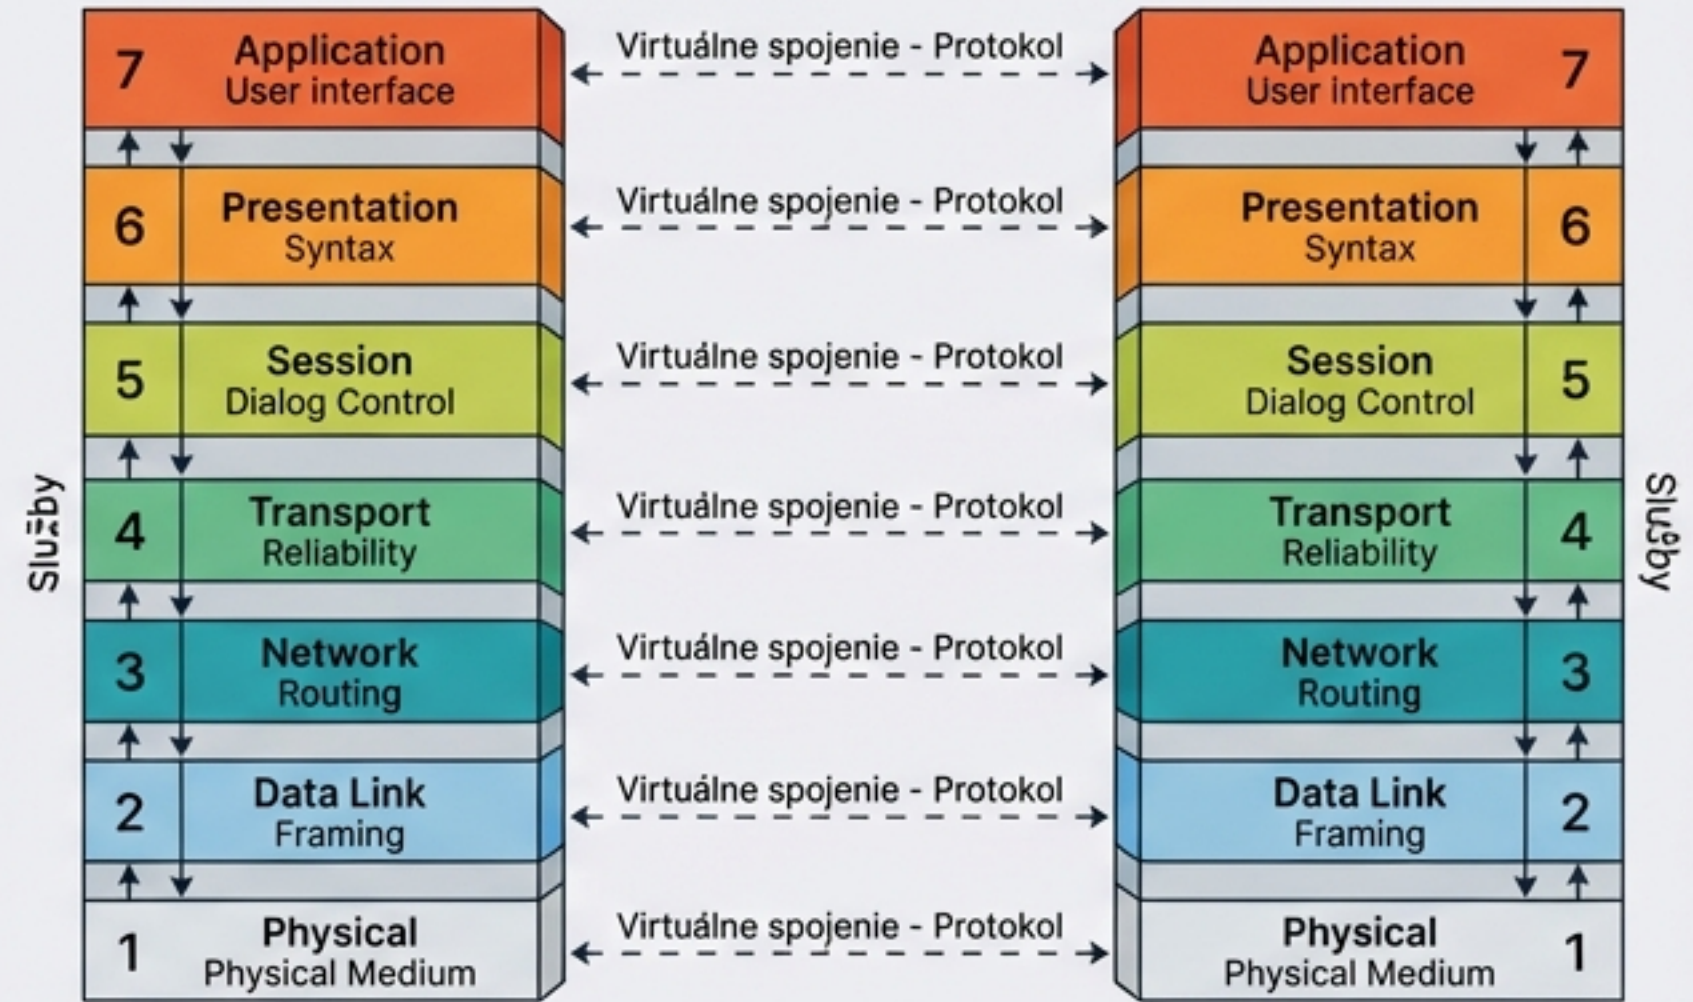 7 Application
User interface
Virtuálne spojenie - Protokol
Application 7
User interface
6 Presentation
Syntax
Virtuálne spojenie - Protokol
Presentation 6
Syntax
5 Session
Dialog Control
Virtuálne spojenie - Protokol
Session 5
Dialog Control
4 Transport
Reliability
Virtuálne spojenie - Protokol
Transport 4
Reliability
3 Network
Routing
Virtuálne spojenie - Protokol
Network 3
Routing
2 Data Link
Framing
Virtuálne spojenie - Protokol
Data Link 2
Framing
1 Physical
Physical Medium
Virtuálne spojenie - Protokol
Physical 1
Physical Medium